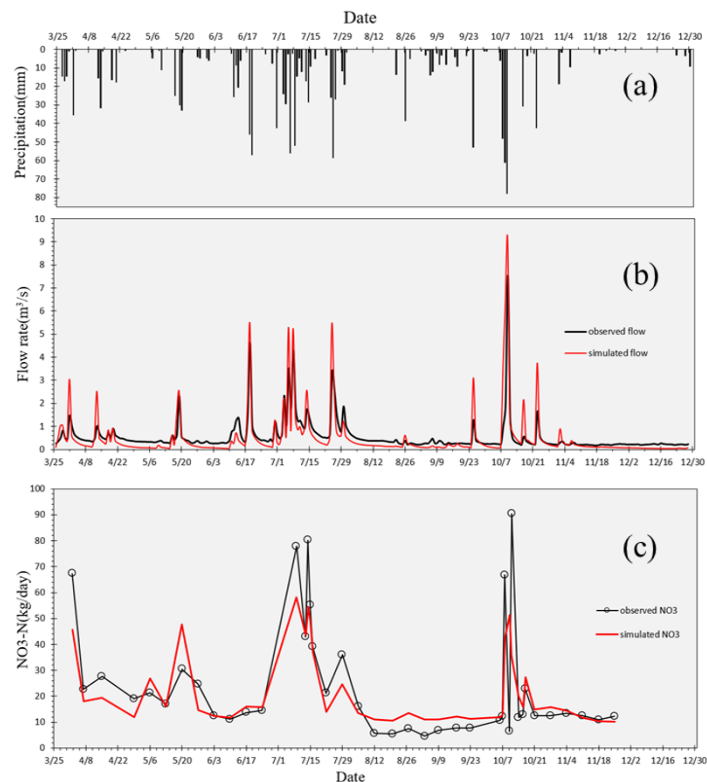 Date
3/25 4/8 4/22 5/6 5/20 6/3 6/17 7/1 7/15 7/29 8/12 8/26 9/9 9/23 10/7 10/21 11/4 11/18 12/2 12/16 12/30
0
10
20
30
40
50
60
70
80
Precipitation(mm)
(a)
10
9
8
7
6
5
4
3
2
1
0
Flow rate(m³/s)
(b)
observed flow
simulated flow
3/25 4/8 4/22 5/6 5/20 6/3 6/17 7/1 7/15 7/29 8/12 8/26 9/9 9/23 10/7 10/21 11/4 11/18 12/2 12/16 12/30
100
90
80
70
60
50
40
30
20
10
0
NO3-N(kg/day)
(c)
observed NO3
simulated NO3
3/25 4/8 4/22 5/6 5/20 6/3 6/17 7/1 7/15 7/29 8/12 8/26 9/9 9/23 10/7 10/21 11/4 11/18 12/2 12/16 12/30
Date